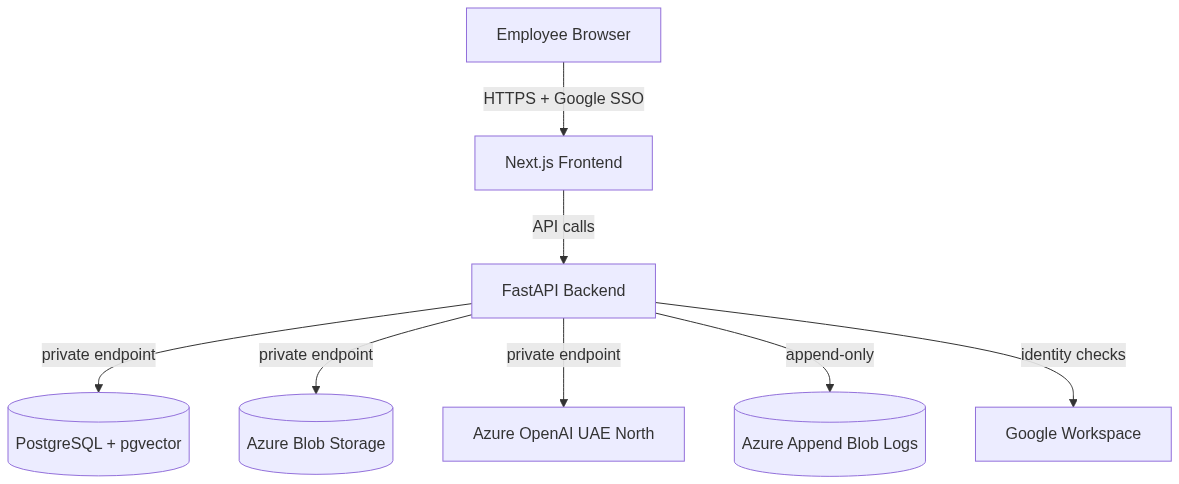 Employee Browser
HTTPS + Google SSO
Next.js Frontend
API calls
FastAPI Backend
private endpoint
private endpoint
private endpoint
append-only
identity checks
PostgreSQL + pgvector
Azure Blob Storage
Azure OpenAI UAE North
Azure Append Blob Logs
Google Workspace